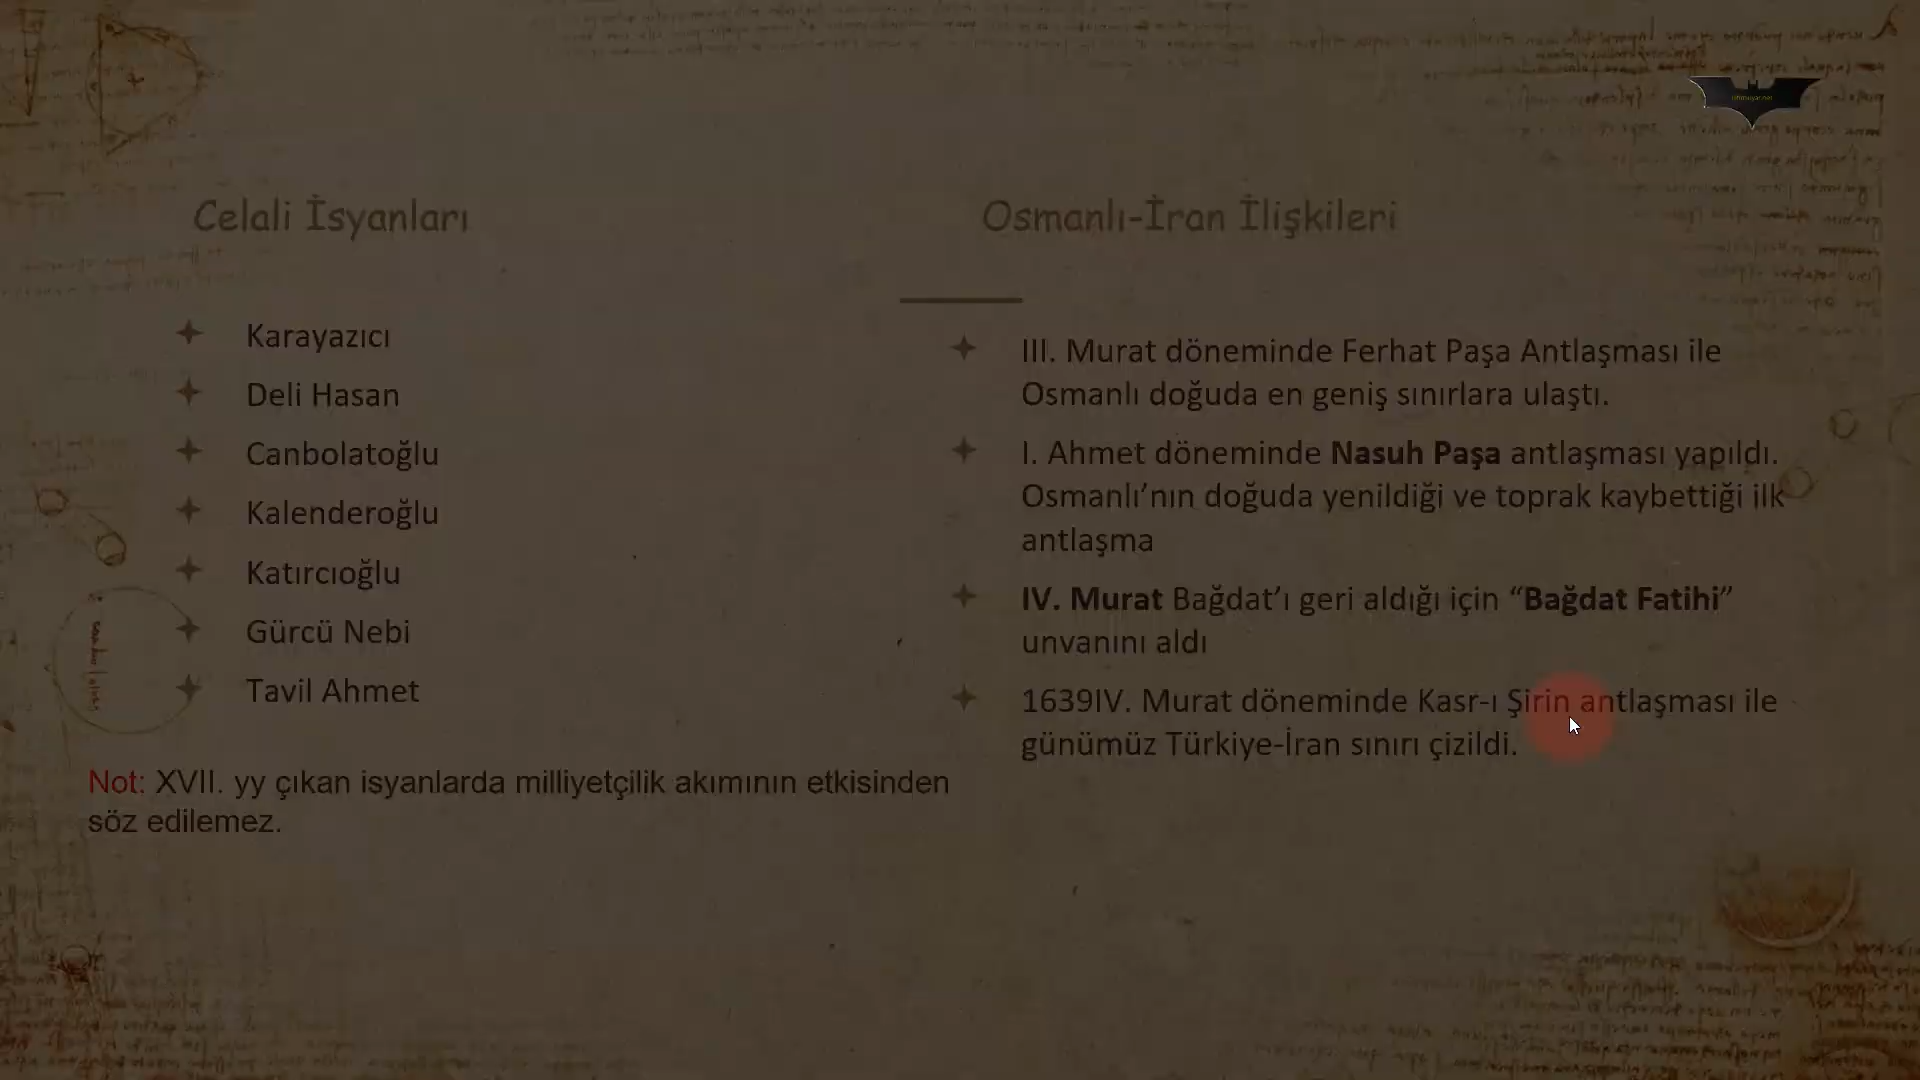 Celali İsyanları
Karayazıcı
Deli Hasan
Canbolatoğlu
Kalenderoğlu
Katırcıoğlu
Gürcü Nebi
Tavil Ahmet
Not: XVII. yy çıkan isyanlarda milliyetçilik akımının etkisinden
söz edilemez.
Osmanlı-İran İlişkileri
III. Murat döneminde Ferhat Paşa Antlaşması ile
Osmanlı doğuda en geniş sınırlara ulaştı.
I. Ahmet döneminde Nasuh Paşa antlaşması yapıldı.
Osmanlı’nın doğuda yenildiği ve toprak kaybettiği ilk
antlaşma
IV. Murat Bağdat’ı geri aldığı için “Bağdat Fatihi”
unvanını aldı
1639IV. Murat döneminde Kasr-ı Şirin antlaşması ile
günümüz Türkiye-İran sınırı çizildi.